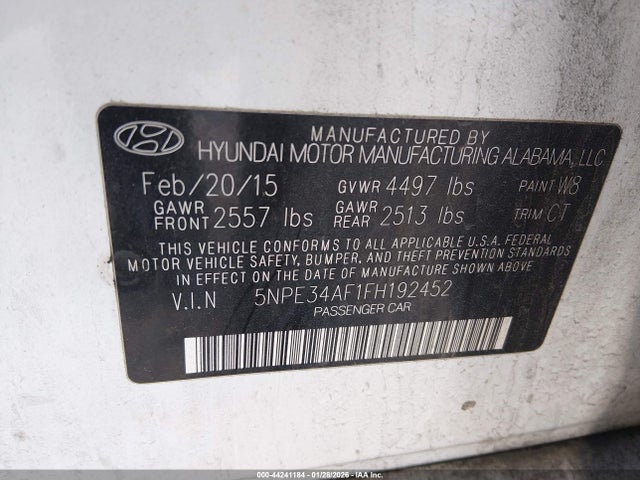 MANUFACTURED BY
HYUNDAI MOTOR MANUFACTURING ALABAMA, LLC
Feb/20/15 GVWR 4497 lbs PAINT W8
GAWR FRONT 2557 lbs GAWR REAR 2513 lbs TRIM CT
THIS VEHICLE CONFORMS TO ALL APPLICABLE U.S.A. FEDERAL
MOTOR VEHICLE SAFETY, BUMPER, AND THEFT STANDARDS
IN EFFECT ON THE DATE OF MANUFACTURE SHOWN ABOVE.
V.I.N 5NPE34AF1FH192452
PASSENGER CAR
000-44241184 - 01/28/2026 - IAA Inc.